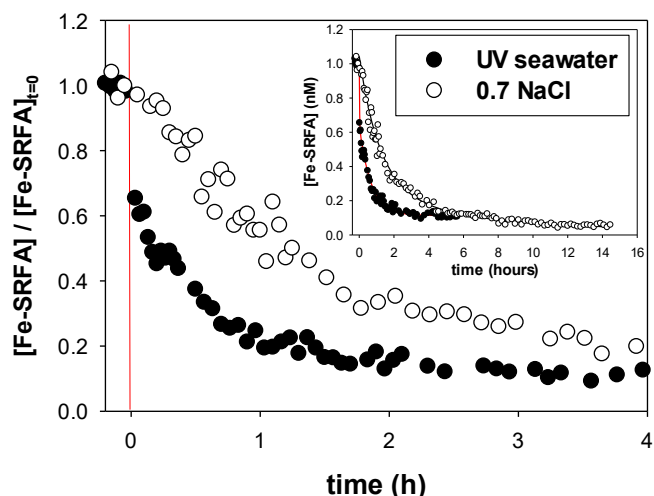 [Fe-SRFA] / [Fe-SRFA]t=0
1.2
1.0
0.8
0.6
0.4
0.2
0.0
0
1
2
3
4
time (h)
[Fe-SRFA] (nM)
1.2
1.0
0.8
0.6
0.4
0.2
0.0
0 2 4 6 8 10 12 14 16
time (hours)
UV seawater
0.7 NaCl